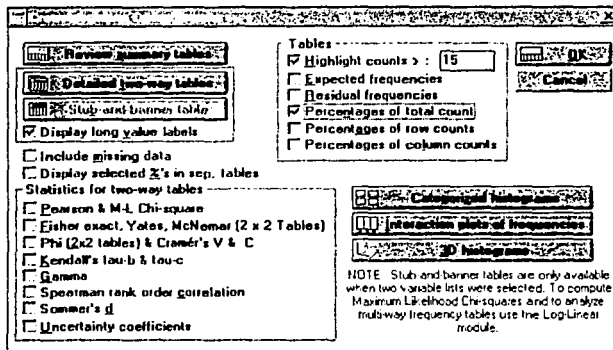 Review summary tables
Detailed two-way tables
Stub-and-banner table
Display long value labels
Include missing data
Display selected %'s in sep. tables
Statistics for two-way tables
Pearson & M-L Chi-square
Fisher exact, Yates, McNemar (2 x 2 Tables)
Phi (2x2 tables) & Cramér's V & C
Kendall's tau-b & tau-c
Gamma
Spearman rank order correlation
Sommer's d
Uncertainty coefficients
Tables
Highlight counts > : 15
Expected frequencies
Residual frequencies
Percentages of total count
Percentages of row counts
Percentages of column counts
OK
Cancel
Categorized histograms
Interaction plots of frequencies
3D histograms
NOTE: Stub-and-banner tables are only available
when two variable lists were selected. To compute
Maximum Likelihood Chi-squares and to analyze
multi-way frequency tables use the Log-Linear
module.